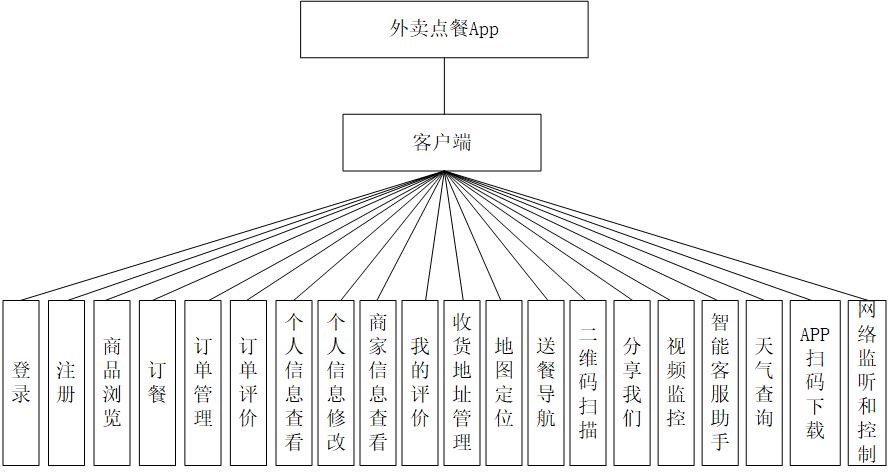 外卖点餐App
客户端
登录
注册
商品浏览
订餐
订单管理
订单评价
个人信息查看
个人信息修改
商家信息查看
我的评价
收货地址管理
地图定位
送餐导航
二维码扫描
分享我们
视频监控
智能客服助手
天气查询
APP扫码下载
网络监听和控制